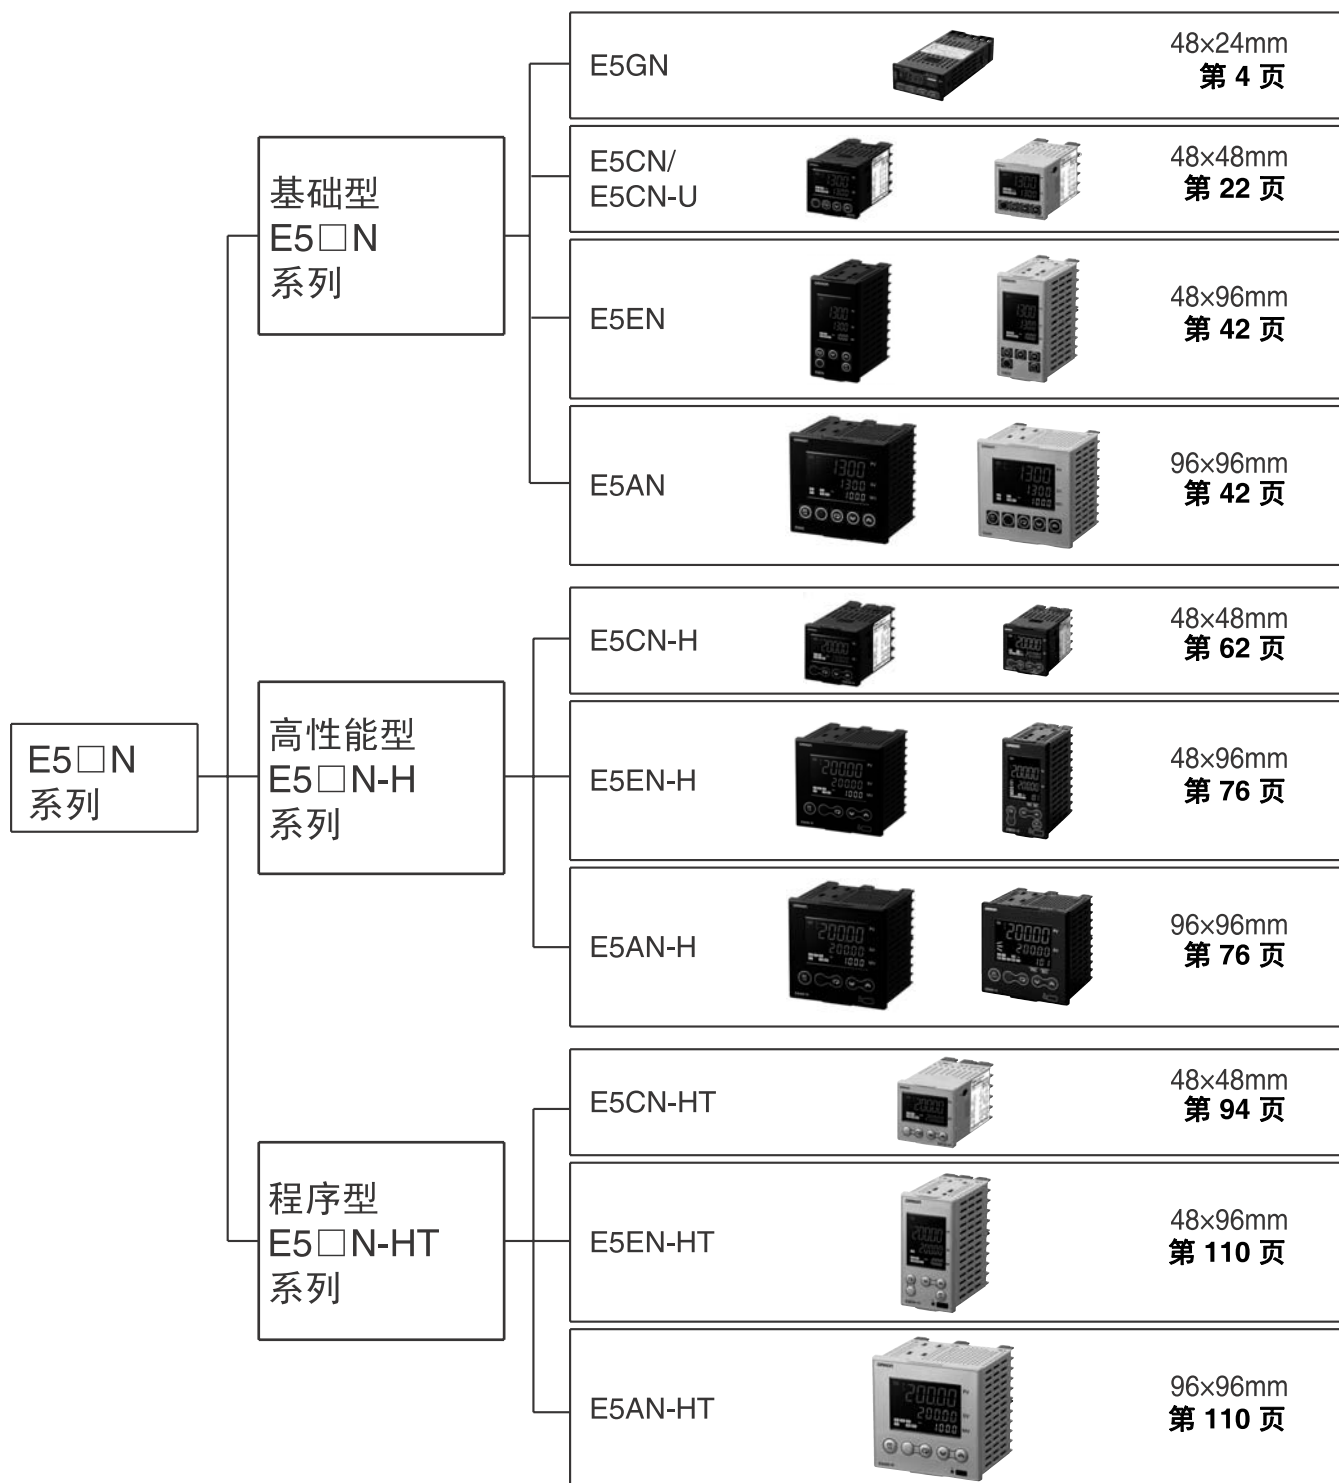 E5GN
48×24mm
第 4 页
E5CN/
E5CN-U
48×48mm
第 22 页
基础型
E5□N
系列
E5EN
48×96mm
第 42 页
E5AN
96×96mm
第 42 页
E5CN-H
48×48mm
第 62 页
E5□N
系列
高性能型
E5□N-H
系列
E5EN-H
48×96mm
第 76 页
E5AN-H
96×96mm
第 76 页
E5CN-HT
48×48mm
第 94 页
程序型
E5□N-HT
系列
E5EN-HT
48×96mm
第 110 页
E5AN-HT
96×96mm
第 110 页